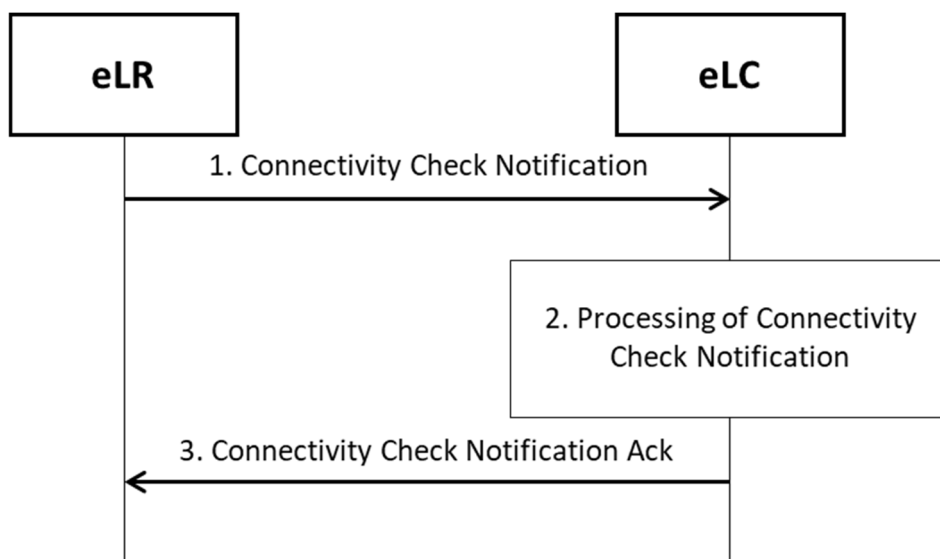 eLR
eLC
1. Connectivity Check Notification
2. Processing of Connectivity
Check Notification
3. Connectivity Check Notification Ack